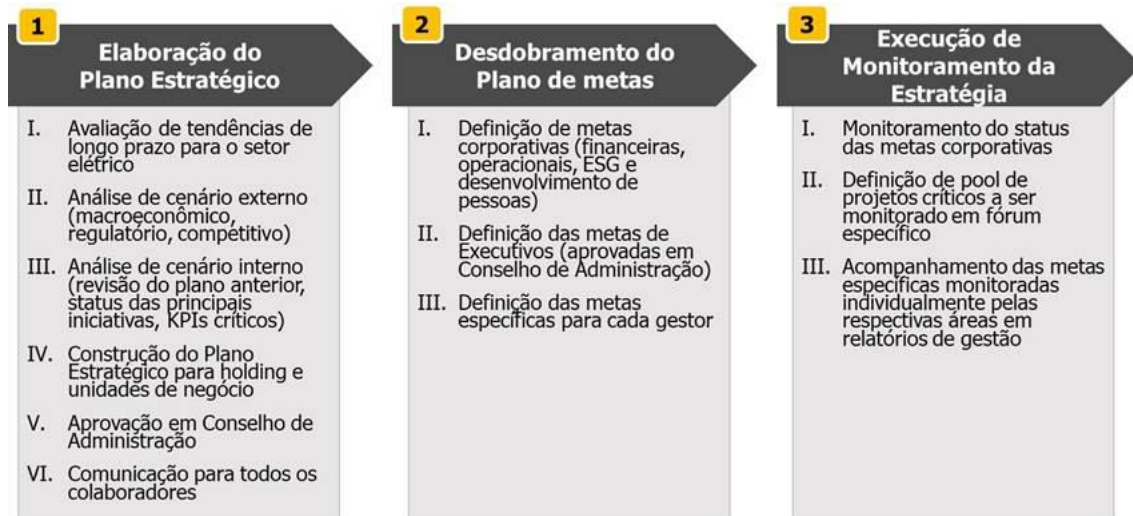 1
Elaboração do
Plano Estratégico
I. Avaliação de tendências de
longo prazo para o setor
elétrico
II. Análise de cenário externo
(macroeconômico,
regulatório, competitivo)
III. Análise de cenário interno
(revisão do plano anterior,
status das principais
iniciativas, KPIs críticos)
IV. Construção do Plano
Estratégico para holding e
unidades de negócio
V. Aprovação em Conselho de
Administração
VI. Comunicação para todos os
colaboradores
2
Desdobramento do
Plano de metas
I. Definição de metas
corporativas (financeiras,
operacionais, ESG e
desenvolvimento de
pessoas)
II. Definição das metas de
Executivos (aprovadas em
Conselho de Administração)
III. Definição das metas
específicas para cada gestor
3
Execução de
Monitoramento da
Estratégia
I. Monitoramento do status
das metas corporativas
II. Definição de pool de
projetos críticos a ser
monitorado em fórum
específico
III. Acompanhamento das metas
específicas monitoradas
individualmente pelas
respectivas áreas em
relatórios de gestão